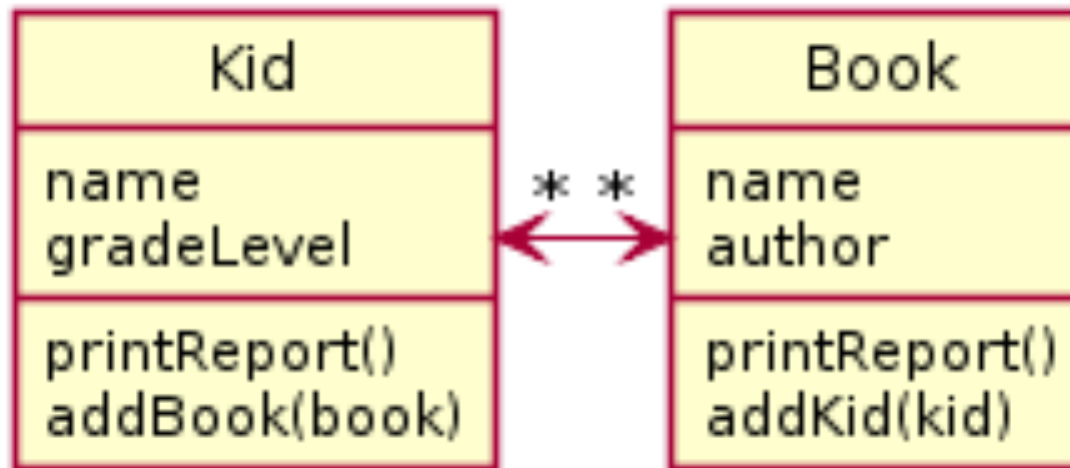 Kid
name
gradeLevel
printReport()
addBook(book)
* *
Book
name
author
printReport()
addKid(kid)